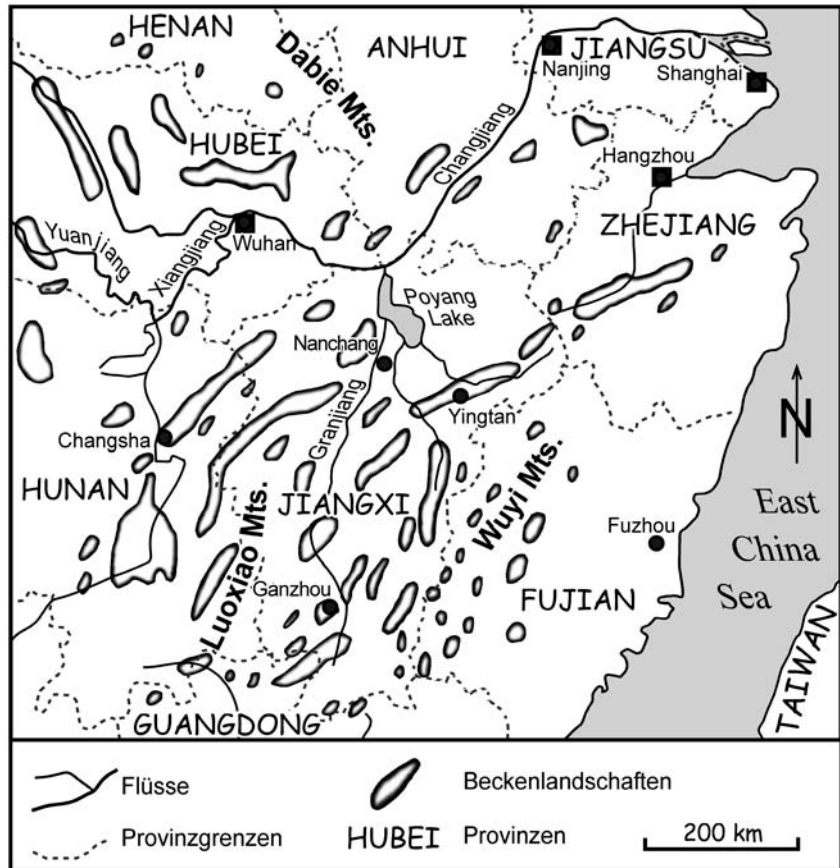 HENAN
ANHUI
JIANGSU
Dabie Mts.
Nanjing
Shanghai
HUBEI
Changjiang
Hangzhou
ZHEJIANG
Yuanjiang
Xiangjiang
Wuhan
Poyang
Lake
Nanchang
Yingtan
Granjiang
Changsha
N
HUNAN
JIANGXI
Wuyi Mts.
East
China
Sea
Fuzhou
Luoxiao Mts.
Ganzhou
FUJIAN
TAIWAN
GUANGDONG
Flüsse
Beckenlandschaften
Provinzgrenzen
HUBEI
Provinzen
200 km